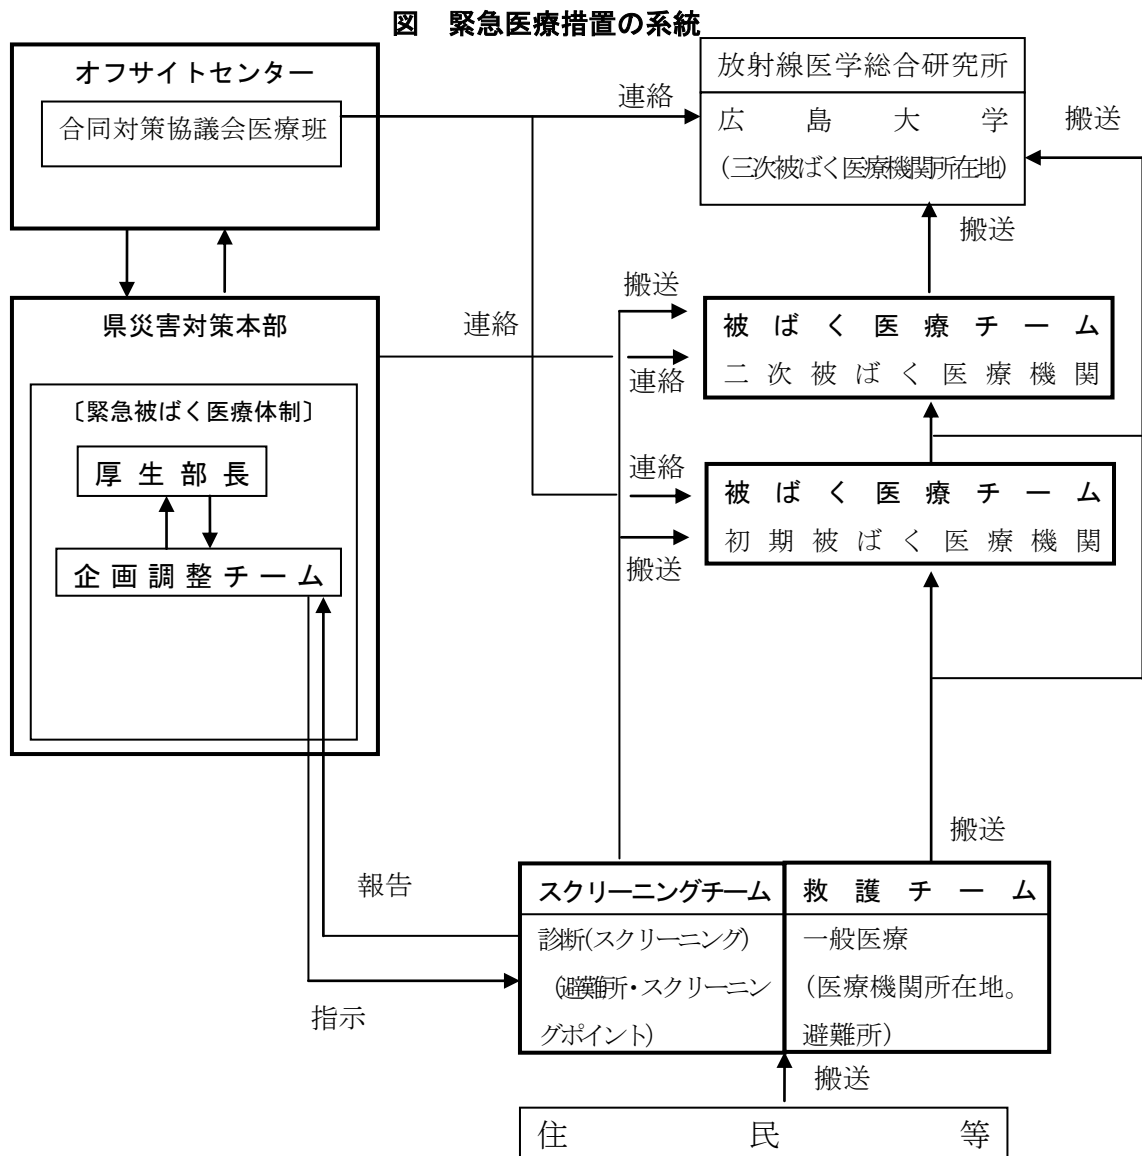 図 緊急医療措置の系統
オフサイトセンター
合同対策協議会医療班
連絡
放射線医学総合研究所
広島大学
(三次被ばく医療機関所在地)
搬送
搬送
県災害対策本部
〔緊急被ばく医療体制〕
厚生部長
企画調整チーム
連絡
搬送
連絡
被ばく医療チーム
二次被ばく医療機関
連絡
搬送
被ばく医療チーム
初期被ばく医療機関
搬送
報告
指示
スクリーニングチーム
診断(スクリーニング)
(避難所・スクリーニン
グポイント)
救護チーム
一般医療
(医療機関所在地。
避難所)
搬送
住民等